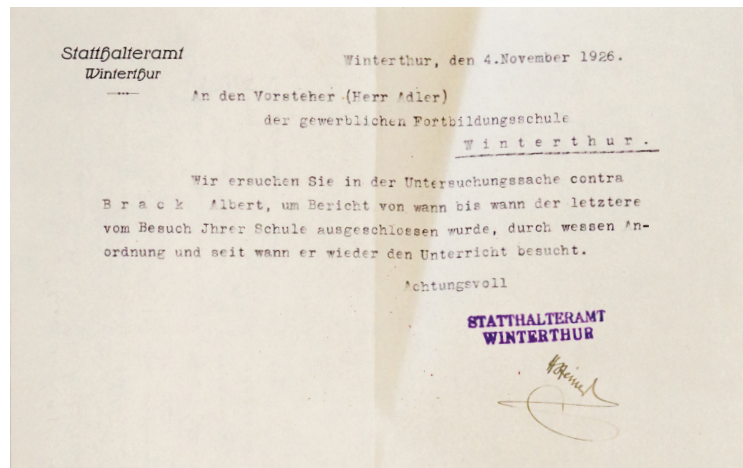 Statthalteramt
Winterthur
Winterthur, den 4.November 1926.
An den Vorsteher (Herr Adler)
der gewerblichen Fortbildungsschule
W i n t e r t h u r .
Wir ersuchen Sie in der Untersuchungssache contra
B r a c k Albert, um Bericht von wann bis wann der letztere
vom Besuch Jhrer Schule ausgeschlossen wurde, durch wessen An-
ordnung und seit wann er wieder den Unterricht besucht.
Achtungsvoll
STATTHALTERAMT
WINTERTHUR